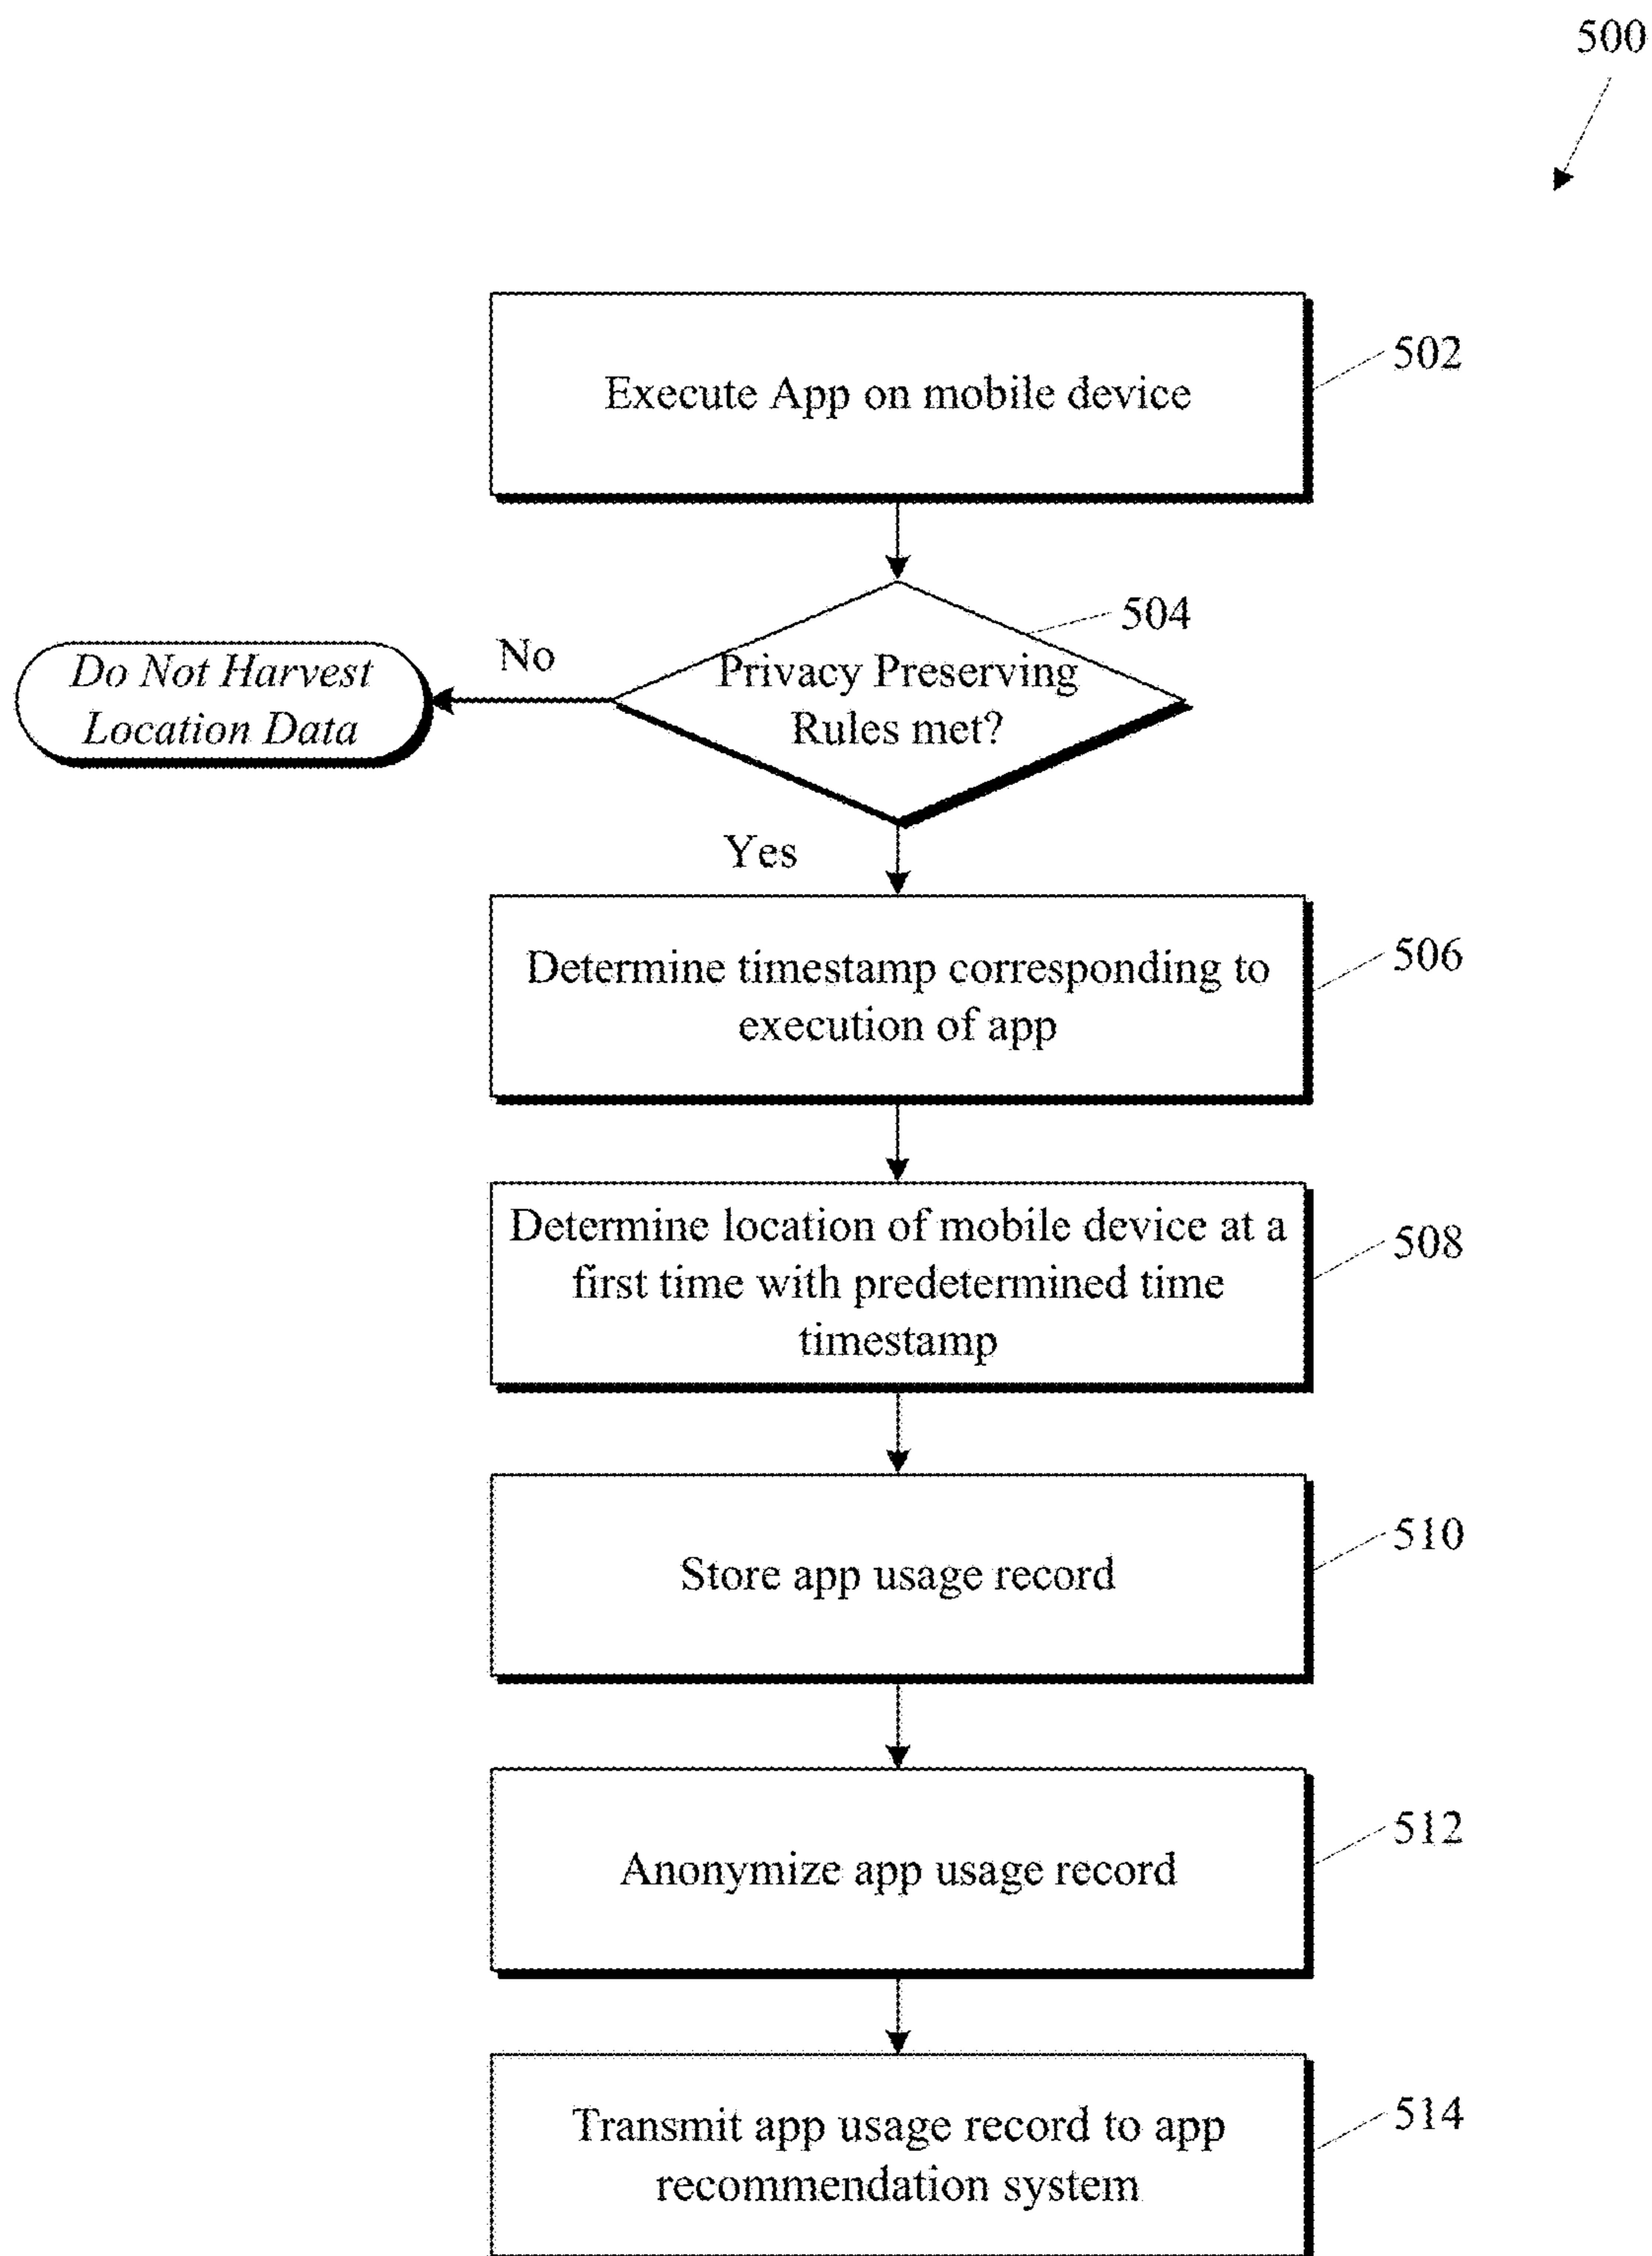 500
Execute App on mobile device
502
504
Privacy Preserving
Rules met?
No
Do Not Harvest
Location Data
Yes
Determine timestamp corresponding to
execution of app
506
Determine location of mobile device at a
first time with predetermined time
timestamp
508
Store app usage record
510
Anonymize app usage record
512
Transmit app usage record to app
recommendation system
514